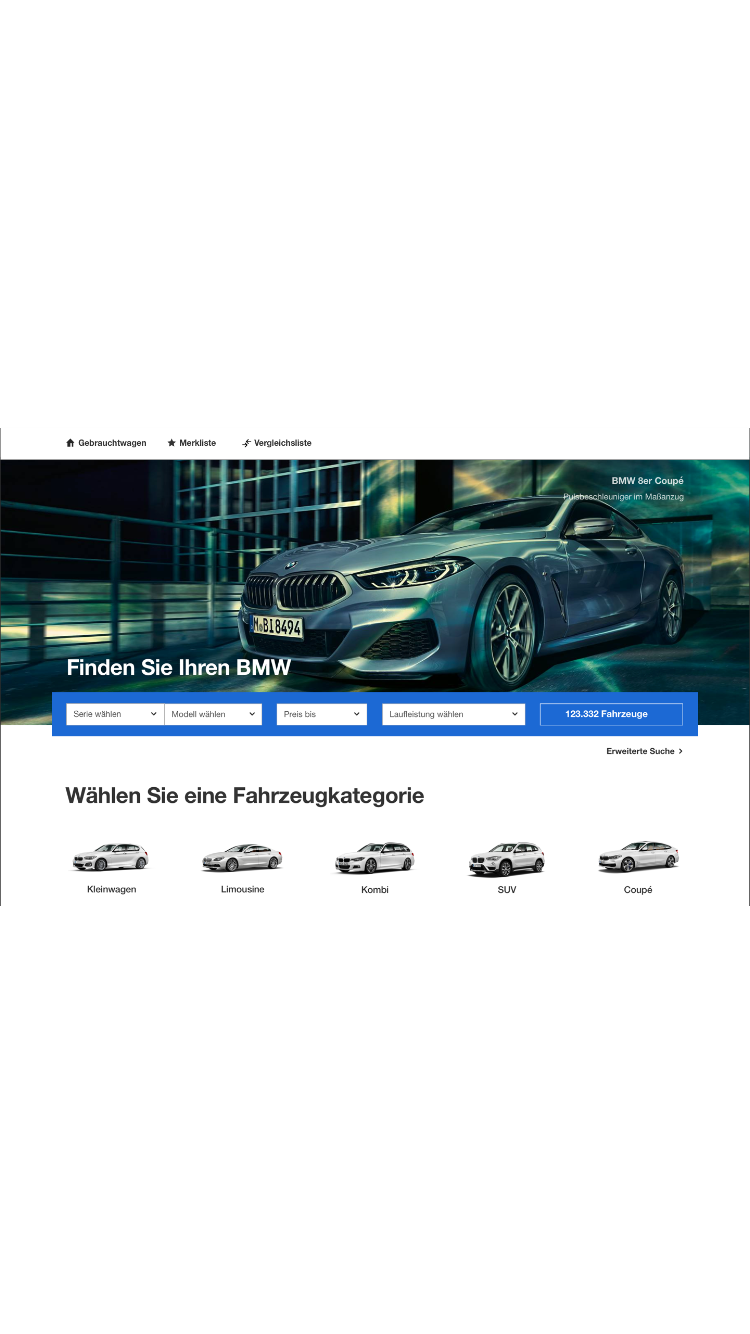 Gebrauchtwagen Merkliste Vergleichsliste
BMW 8er Coupé
Pulsbeschleuniger im Maßanzug
M BI8494
Finden Sie Ihren BMW
Serie wählen Modell wählen Preis bis Laufleistung wählen 123.332 Fahrzeuge
Erweiterte Suche
Wählen Sie eine Fahrzeugkategorie
Kleinwagen Limousine Kombi SUV Coupé